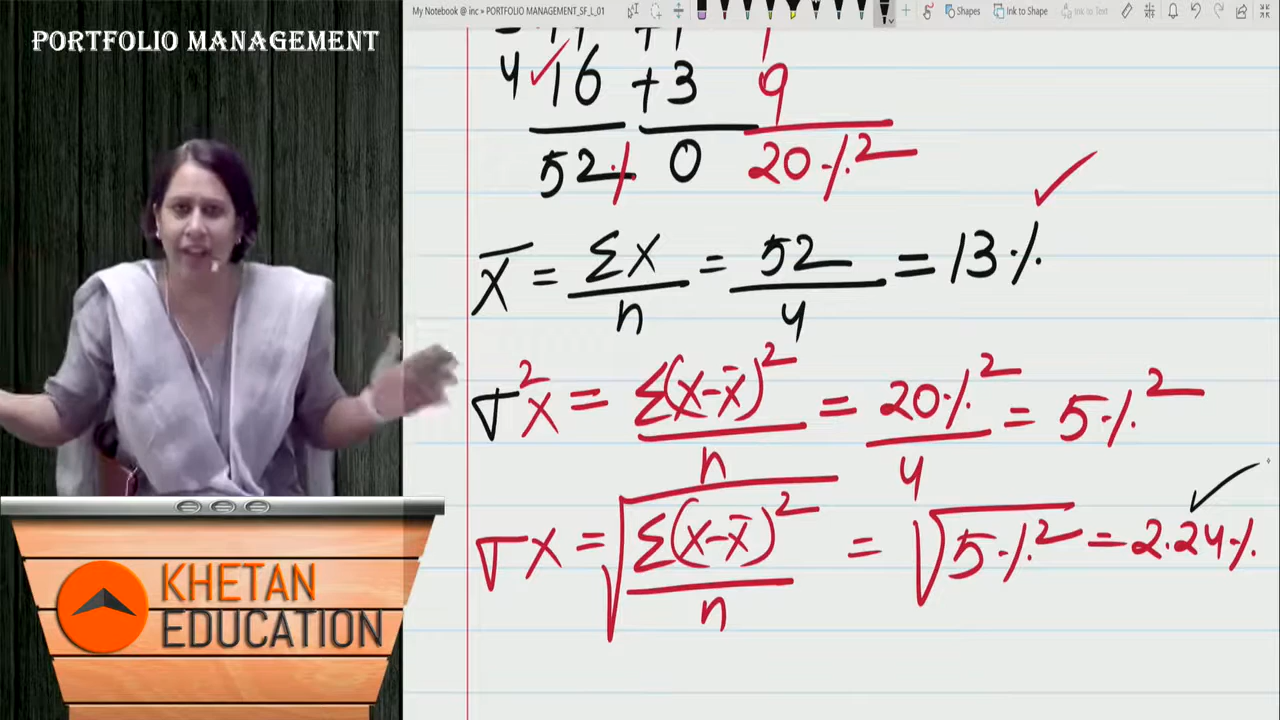 My Notebook @ inc » PORTFOLIO MANAGEMENT_SF_L_01
Shapes
Ink to Shape
Ink to Text
PORTFOLIO MANAGEMENT
4 ✓ 16 +3 9
52% 0 20%²
X̄ = ΣX/n = 52/4 = 13% ✓
σ²x = Σ(X-X̄)²/n = 20%²/4 = 5%²
σx = √(Σ(X-X̄)²/n) = √5%² = 2.24% ✓
KHETAN
EDUCATION